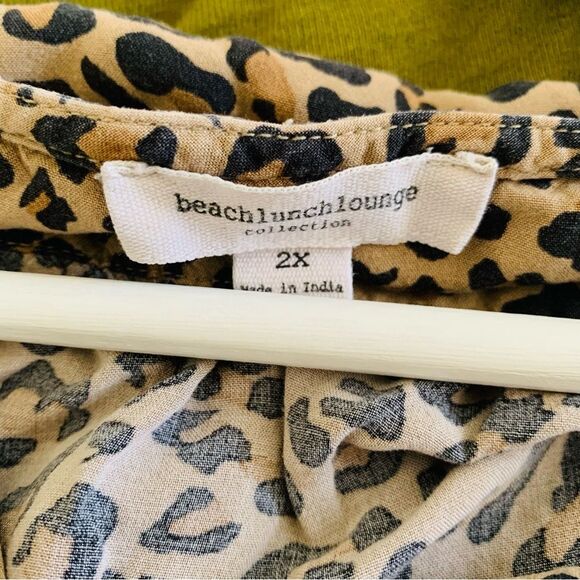 beachlunchlounge
collection
2X
Made in India